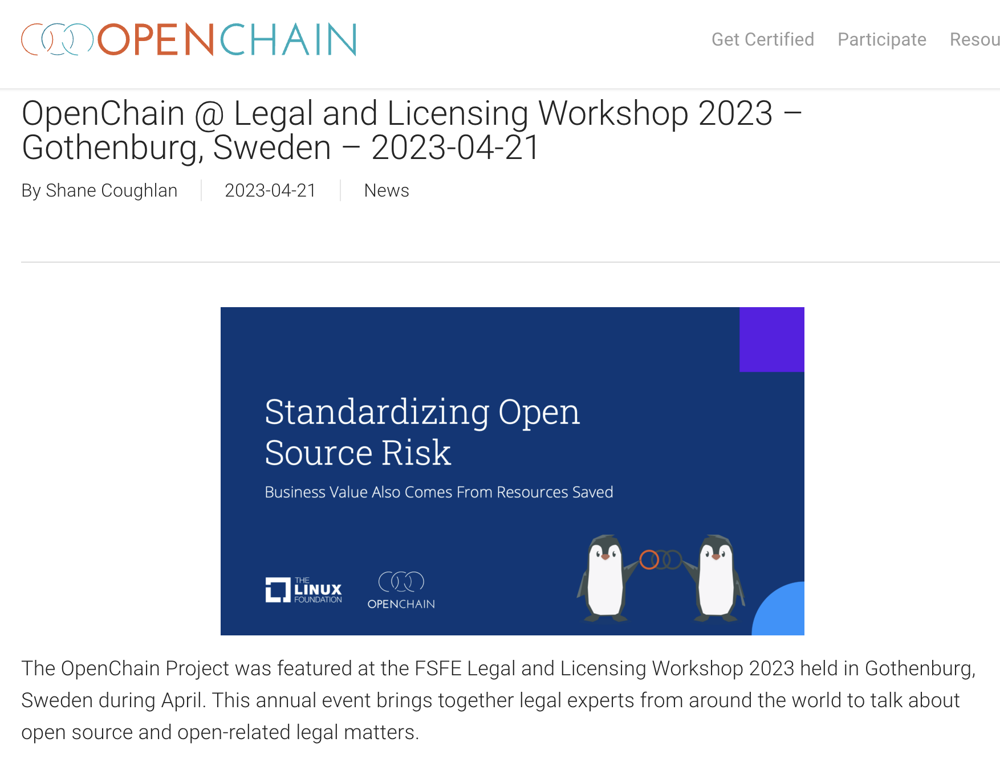 OPENCHAIN
Get Certified
Participate
Resou
OpenChain @ Legal and Licensing Workshop 2023 –
Gothenburg, Sweden – 2023-04-21
By Shane Coughlan
2023-04-21
News
Standardizing Open
Source Risk
Business Value Also Comes From Resources Saved
THE
LINUX
FOUNDATION
OPENCHAIN
The OpenChain Project was featured at the FSFE Legal and Licensing Workshop 2023 held in Gothenburg,
Sweden during April. This annual event brings together legal experts from around the world to talk about
open source and open-related legal matters.